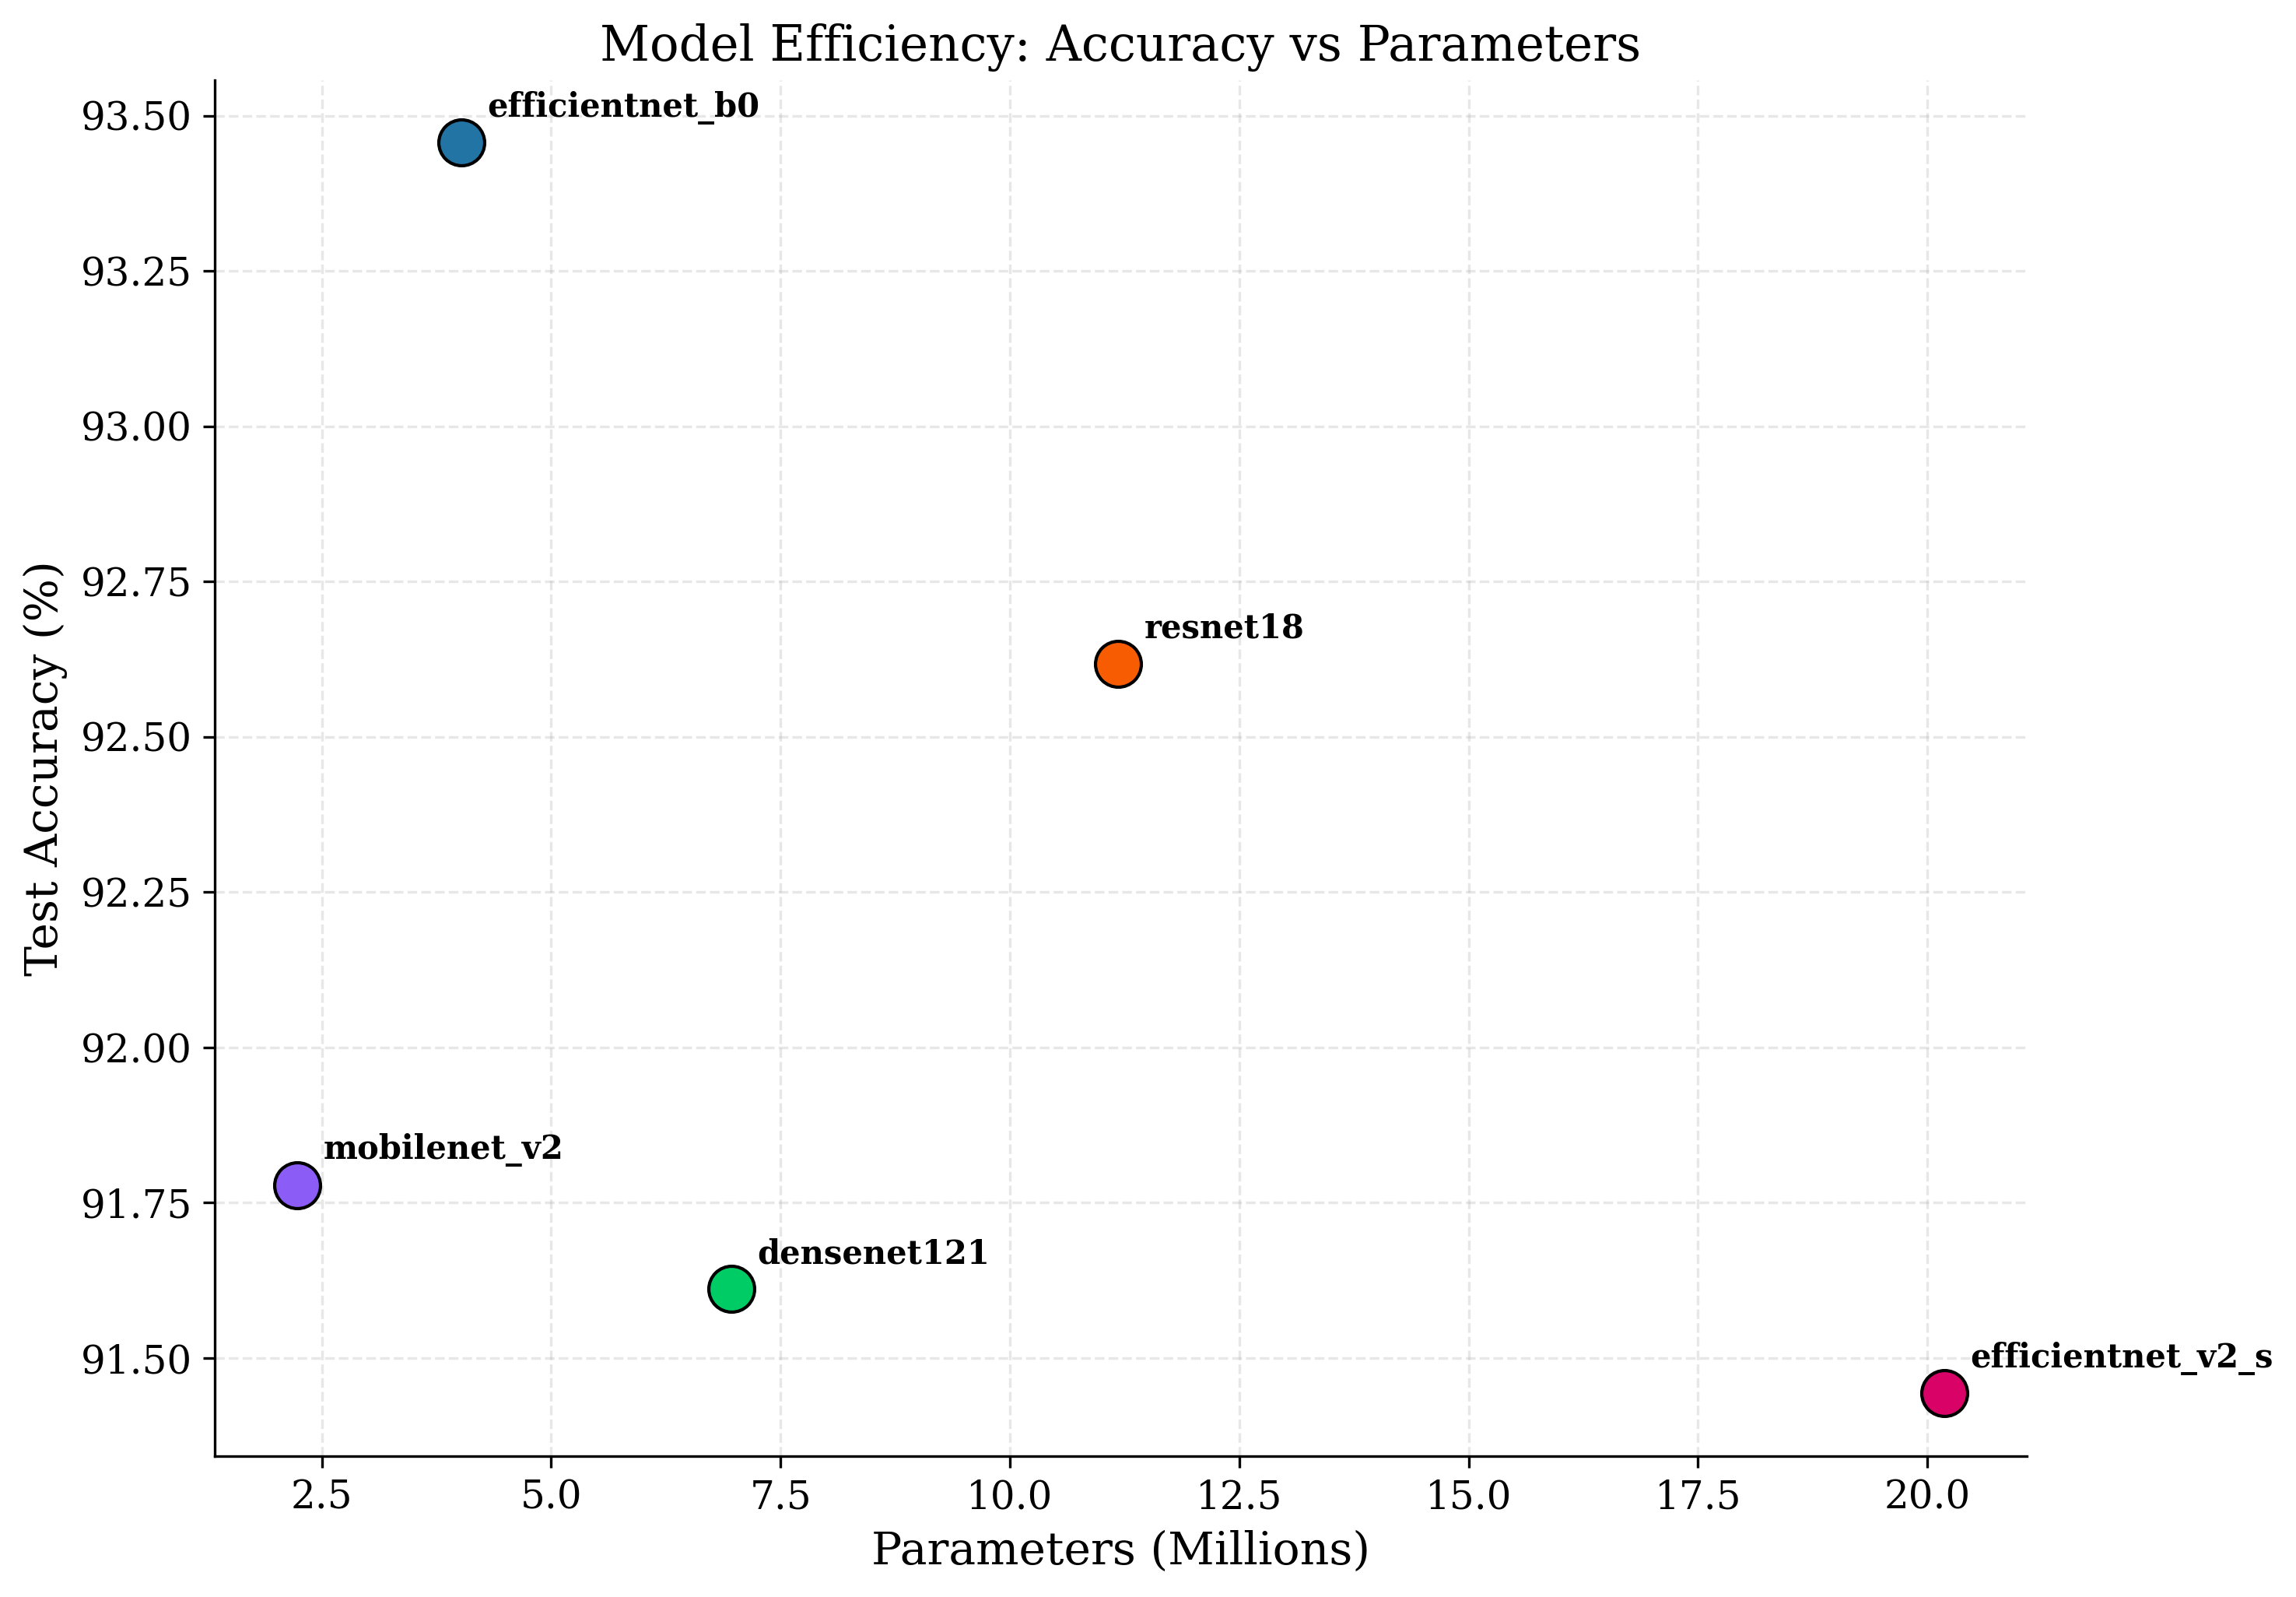 Model Efficiency: Accuracy vs Parameters
93.50
93.25
93.00
92.75
92.50
92.25
92.00
91.75
91.50
Test Accuracy (%)
efficientnet_b0
resnet18
mobilenet_v2
densenet121
efficientnet_v2_s
2.5 5.0 7.5 10.0 12.5 15.0 17.5 20.0
Parameters (Millions)